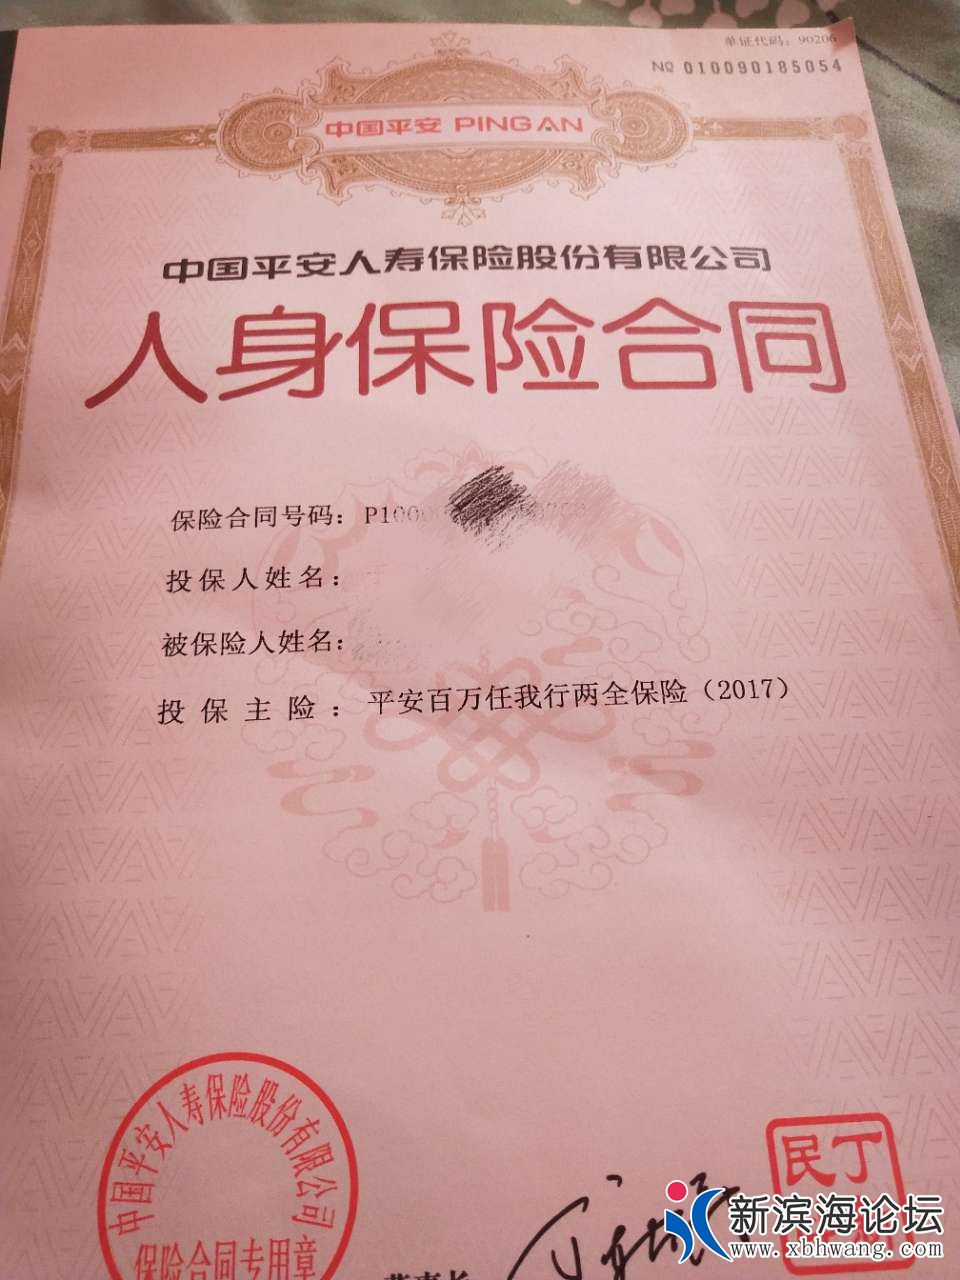 单证代码：90206
№ 010090185054
中国平安 PING AN
中国平安人寿保险股份有限公司
人身保险合同
保险合同号码：P1000
投保人姓名：
被保险人姓名：
投保主险：平安百万任我行两全保险（2017）
中国平安人寿保险股份有限公司
保险合同专用章
董事长
丁
民
新滨海论坛
www.xbhwang.com